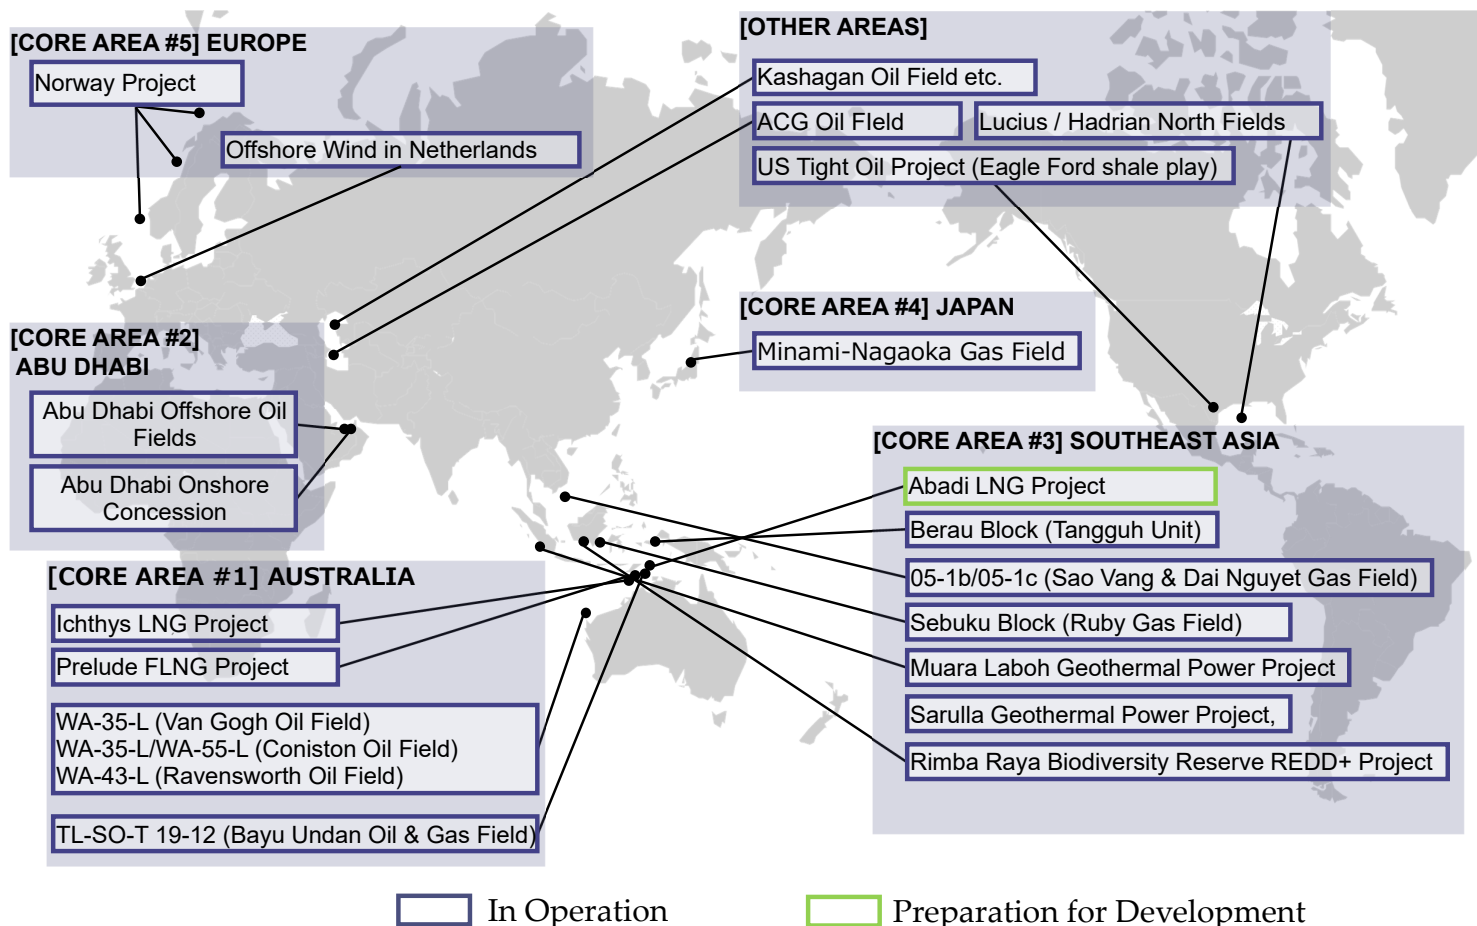 [CORE AREA #5] EUROPE
Norway Project
Offshore Wind in Netherlands
[OTHER AREAS]
Kashagan Oil Field etc.
ACG Oil FIeld
Lucius / Hadrian North Fields
US Tight Oil Project (Eagle Ford shale play)
[CORE AREA #2]
ABU DHABI
Abu Dhabi Offshore Oil
Fields
Abu Dhabi Onshore
Concession
[CORE AREA #4] JAPAN
Minami-Nagaoka Gas Field
[CORE AREA #3] SOUTHEAST ASIA
Abadi LNG Project
Berau Block (Tangguh Unit)
05-1b/05-1c (Sao Vang & Dai Nguyet Gas Field)
Sebuku Block (Ruby Gas Field)
Muara Laboh Geothermal Power Project
Sarulla Geothermal Power Project,
Rimba Raya Biodiversity Reserve REDD+ Project
[CORE AREA #1] AUSTRALIA
Ichthys LNG Project
Prelude FLNG Project
WA-35-L (Van Gogh Oil Field)
WA-35-L/WA-55-L (Coniston Oil Field)
WA-43-L (Ravensworth Oil Field)
TL-SO-T 19-12 (Bayu Undan Oil & Gas Field)
In Operation
Preparation for Development